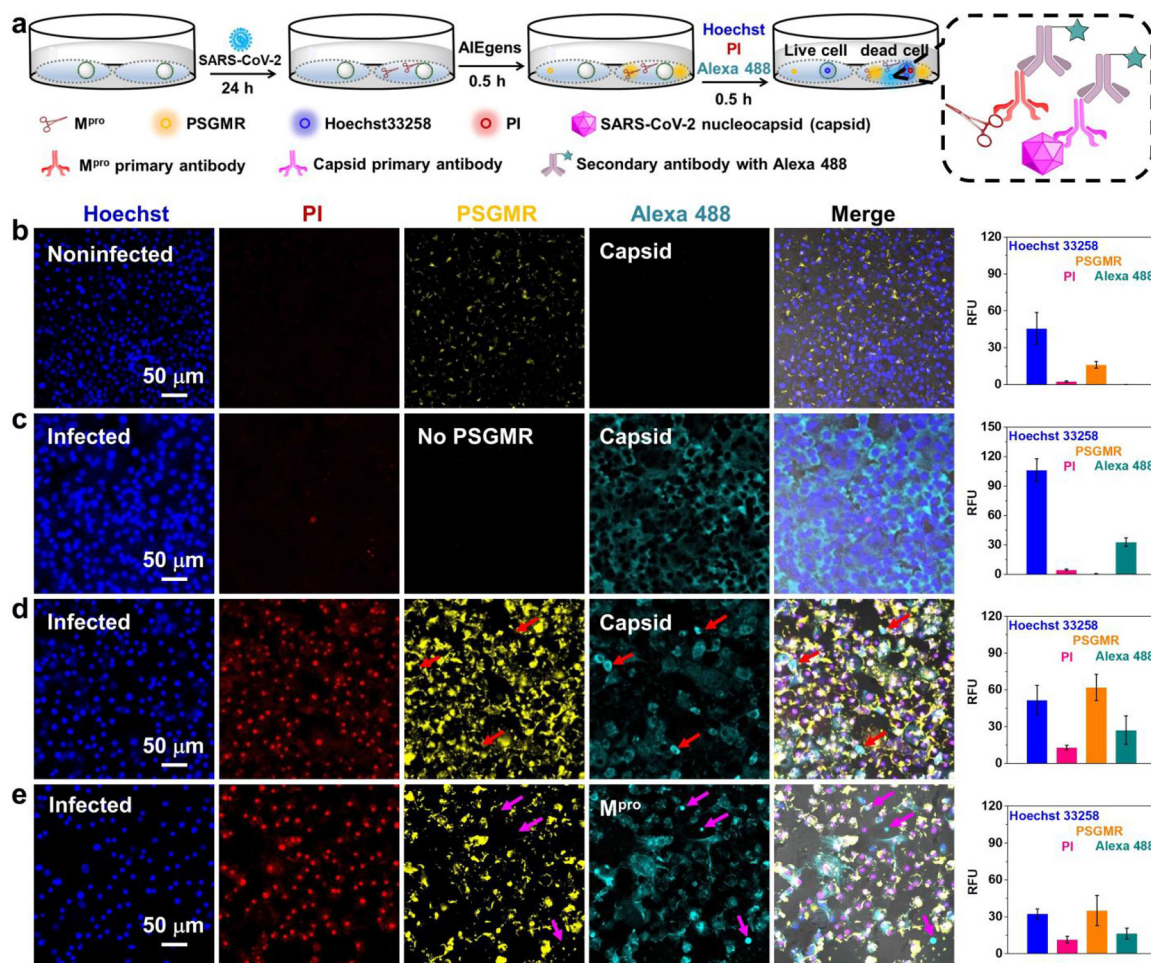 a
SARS-CoV-2
24 h
AIEgens
0.5 h
Hoechst
PI
Alexa 488
0.5 h
Live cell dead cell
Mpro PSGMR Hoechst33258 PI SARS-CoV-2 nucleocapsid (capsid)
Mpro primary antibody Capsid primary antibody Secondary antibody with Alexa 488
Hoechst PI PSGMR Alexa 488 Merge
b
Noninfected
Capsid
50 μm
120
90
60
30
0
RFU
Hoechst 33258
PSGMR
PI Alexa 488
c
Infected
No PSGMR
Capsid
50 μm
150
120
90
60
30
0
RFU
Hoechst 33258
PSGMR
PI Alexa 488
d
Infected
Capsid
50 μm
120
90
60
30
0
RFU
Hoechst 33258
PSGMR
PI Alexa 488
e
Infected
Mpro
50 μm
120
90
60
30
0
RFU
Hoechst 33258
PSGMR
PI Alexa 488